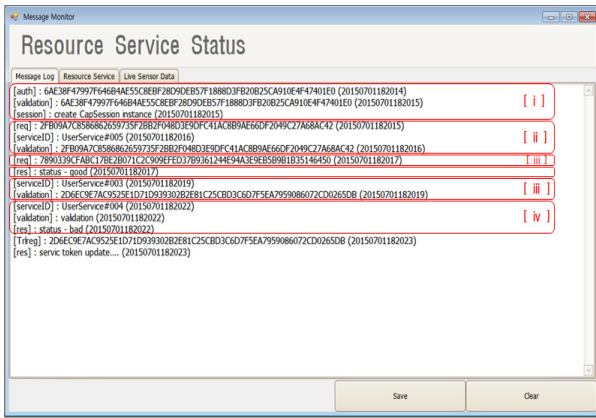 Message Monitor
Resource Service Status
Message Log Resource Service Live Sensor Data
[auth] : 6AE38F47997F646B4AE55C8EBF28D9DEB57F1888D3FB20B25CA910E4F47401E0 (20150701182014)
[validation] : 6AE38F47997F646B4AE55C8EBF28D9DEB57F1888D3FB20B25CA910E4F47401E0 (20150701182015)
[session] : create CapSession instance (20150701182015)
[ i ]
[req] : 2FB09A7C8586862659735F2BB2F048D3E9DFC41AC8B9AE66DF2049C27A68AC42 (20150701182015)
[serviceID] : UserService#005 (20150701182016)
[validation] : 2FB09A7C8586862659735F2BB2F048D3E9DFC41AC8B9AE66DF2049C27A68AC42 (20150701182016)
[ ii ]
[req] : 7890339CFABC17BE2B071C2C909EFED37B9361244E94A3E9EB5B9B1B35146450 (20150701182017)
[ iii ]
[res] : status - good (20150701182017)
[serviceID] : UserService#003 (20150701182019)
[validation] : 2D6EC9E7AC9525E1D71D939302B2E81C25CBD3C6D7F5EA7959086072CD0265DB (20150701182019)
[ iii ]
[serviceID] : UserService#004 (20150701182022)
[validation] : validation (20150701182022)
[res] : status - bad (20150701182022)
[ iv ]
[Trlreg] : 2D6EC9E7AC9525E1D71D939302B2E81C25CBD3C6D7F5EA7959086072CD0265DB (20150701182023)
[res] : servic token update.... (20150701182023)
Save Clear